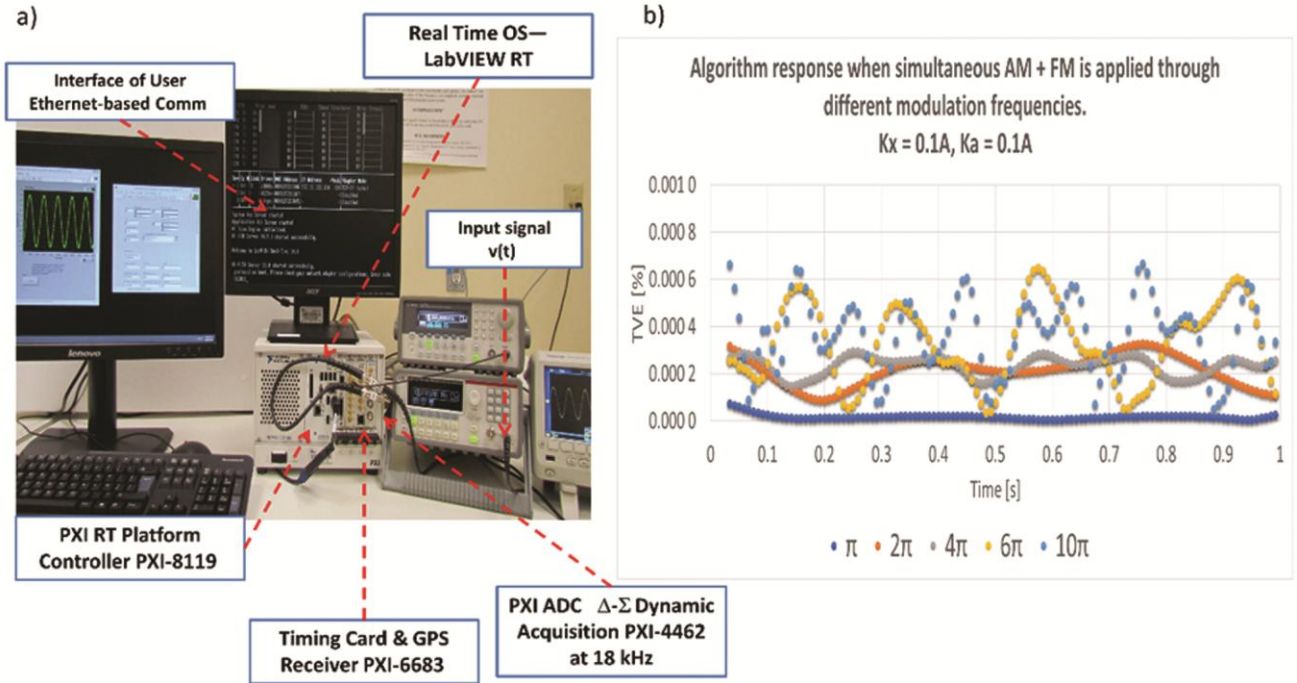 a)
Real Time OS—
LabVIEW RT
Interface of User
Ethernet-based Comm
Input signal
v(t)
lenovo
acer
PXI RT Platform
Controller PXI-8119
Timing Card & GPS
Receiver PXI-6683
PXI ADC Δ-Σ Dynamic
Acquisition PXI-4462
at 18 kHz
b)
Algorithm response when simultaneous AM + FM is applied through
different modulation frequencies.
Kx = 0.1A, Ka = 0.1A
TVE [%]
0.001 0
0.000 8
0.000 6
0.000 4
0.000 2
0.000 0
0 0.1 0.2 0.3 0.4 0.5 0.6 0.7 0.8 0.9 1
Time [s]
π 2π 4π 6π 10π